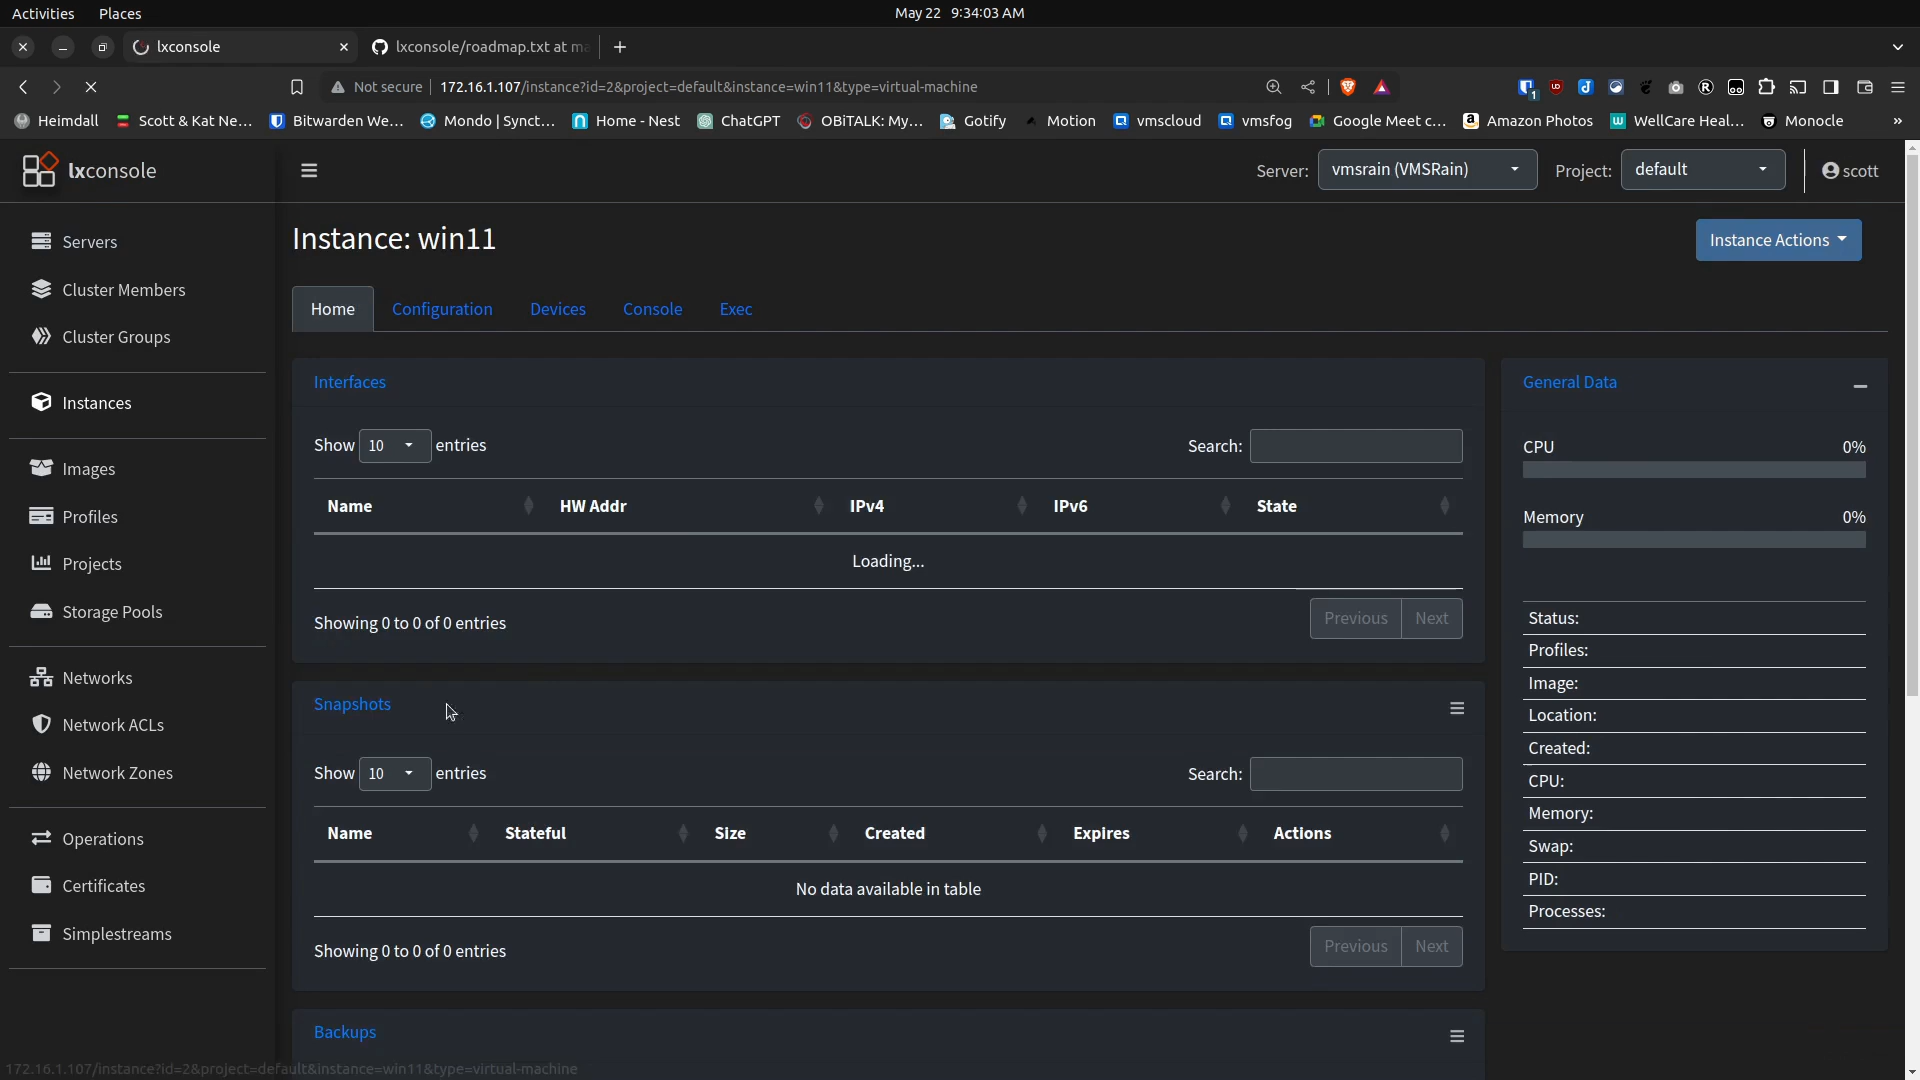 Activities Places May 22 9:34:03 AM
lxconsole lxconsole/roadmap.txt at ma
Not secure 172.16.1.107/instance?id=2&project=default&instance=win11&type=virtual-machine
Heimdall Scott & Kat Ne... Bitwarden We... Mondo | Synct... Home - Nest ChatGPT OBiTALK: My... Gotify Motion vmscloud vmsfog Google Meet c... Amazon Photos WellCare Heal... Monocle »
lxconsole Server: vmsrain (VMSRain) Project: default scott
Instance: win11 Instance Actions
Servers
Cluster Members
Cluster Groups
Instances
Images
Profiles
Projects
Storage Pools
Networks
Network ACLs
Network Zones
Operations
Certificates
Simplestreams
Home Configuration Devices Console Exec
Interfaces
Show 10 entries Search:
Name HW Addr IPv4 IPv6 State
Loading...
Showing 0 to 0 of 0 entries Previous Next
Snapshots
Show 10 entries Search:
Name Stateful Size Created Expires Actions
No data available in table
Showing 0 to 0 of 0 entries Previous Next
Backups
General Data
CPU 0%
Memory 0%
Status:
Profiles:
Image:
Location:
Created:
CPU:
Memory:
Swap:
PID:
Processes:
172.16.1.107/instance?id=2&project=default&instance=win11&type=virtual-machine